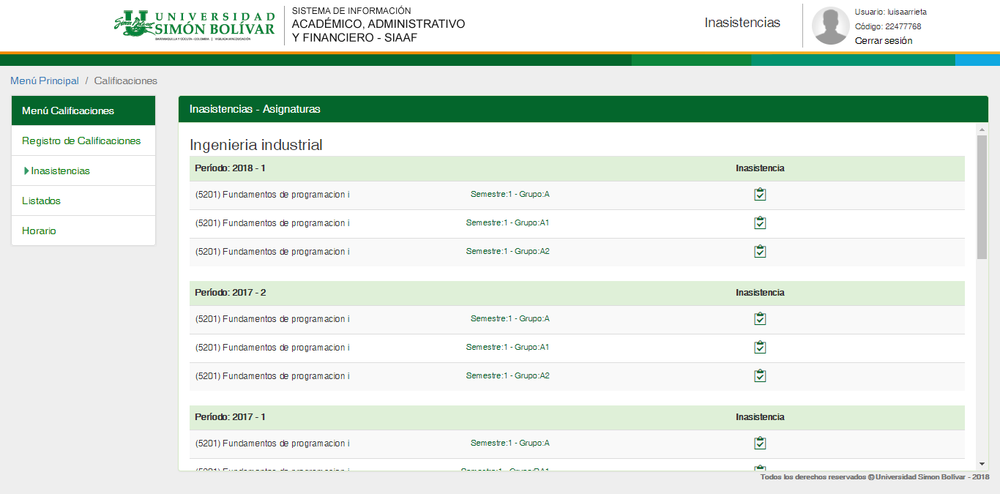 UNIVERSIDAD
SIMÓN BOLÍVAR
BARRANQUILLA Y CÚCUTA - COLOMBIA | VIGILADA MINEDUCACIÓN
SISTEMA DE INFORMACIÓN
ACADÉMICO, ADMINISTRATIVO
Y FINANCIERO - SIAAF
Inasistencias
Usuario: luisaarrieta
Código: 22477768
Cerrar sesión
Menú Principal / Calificaciones
Menú Calificaciones
Registro de Calificaciones
Inasistencias
Listados
Horario
Inasistencias - Asignaturas
Ingenieria industrial
Período: 2018 - 1 Inasistencia
(5201) Fundamentos de programacion i Semestre:1 - Grupo:A
(5201) Fundamentos de programacion i Semestre:1 - Grupo:A1
(5201) Fundamentos de programacion i Semestre:1 - Grupo:A2
Período: 2017 - 2 Inasistencia
(5201) Fundamentos de programacion i Semestre:1 - Grupo:A
(5201) Fundamentos de programacion i Semestre:1 - Grupo:A1
(5201) Fundamentos de programacion i Semestre:1 - Grupo:A2
Período: 2017 - 1 Inasistencia
(5201) Fundamentos de programacion i Semestre:1 - Grupo:A
Todos los derechos reservados © Universidad Simon Bolívar - 2018